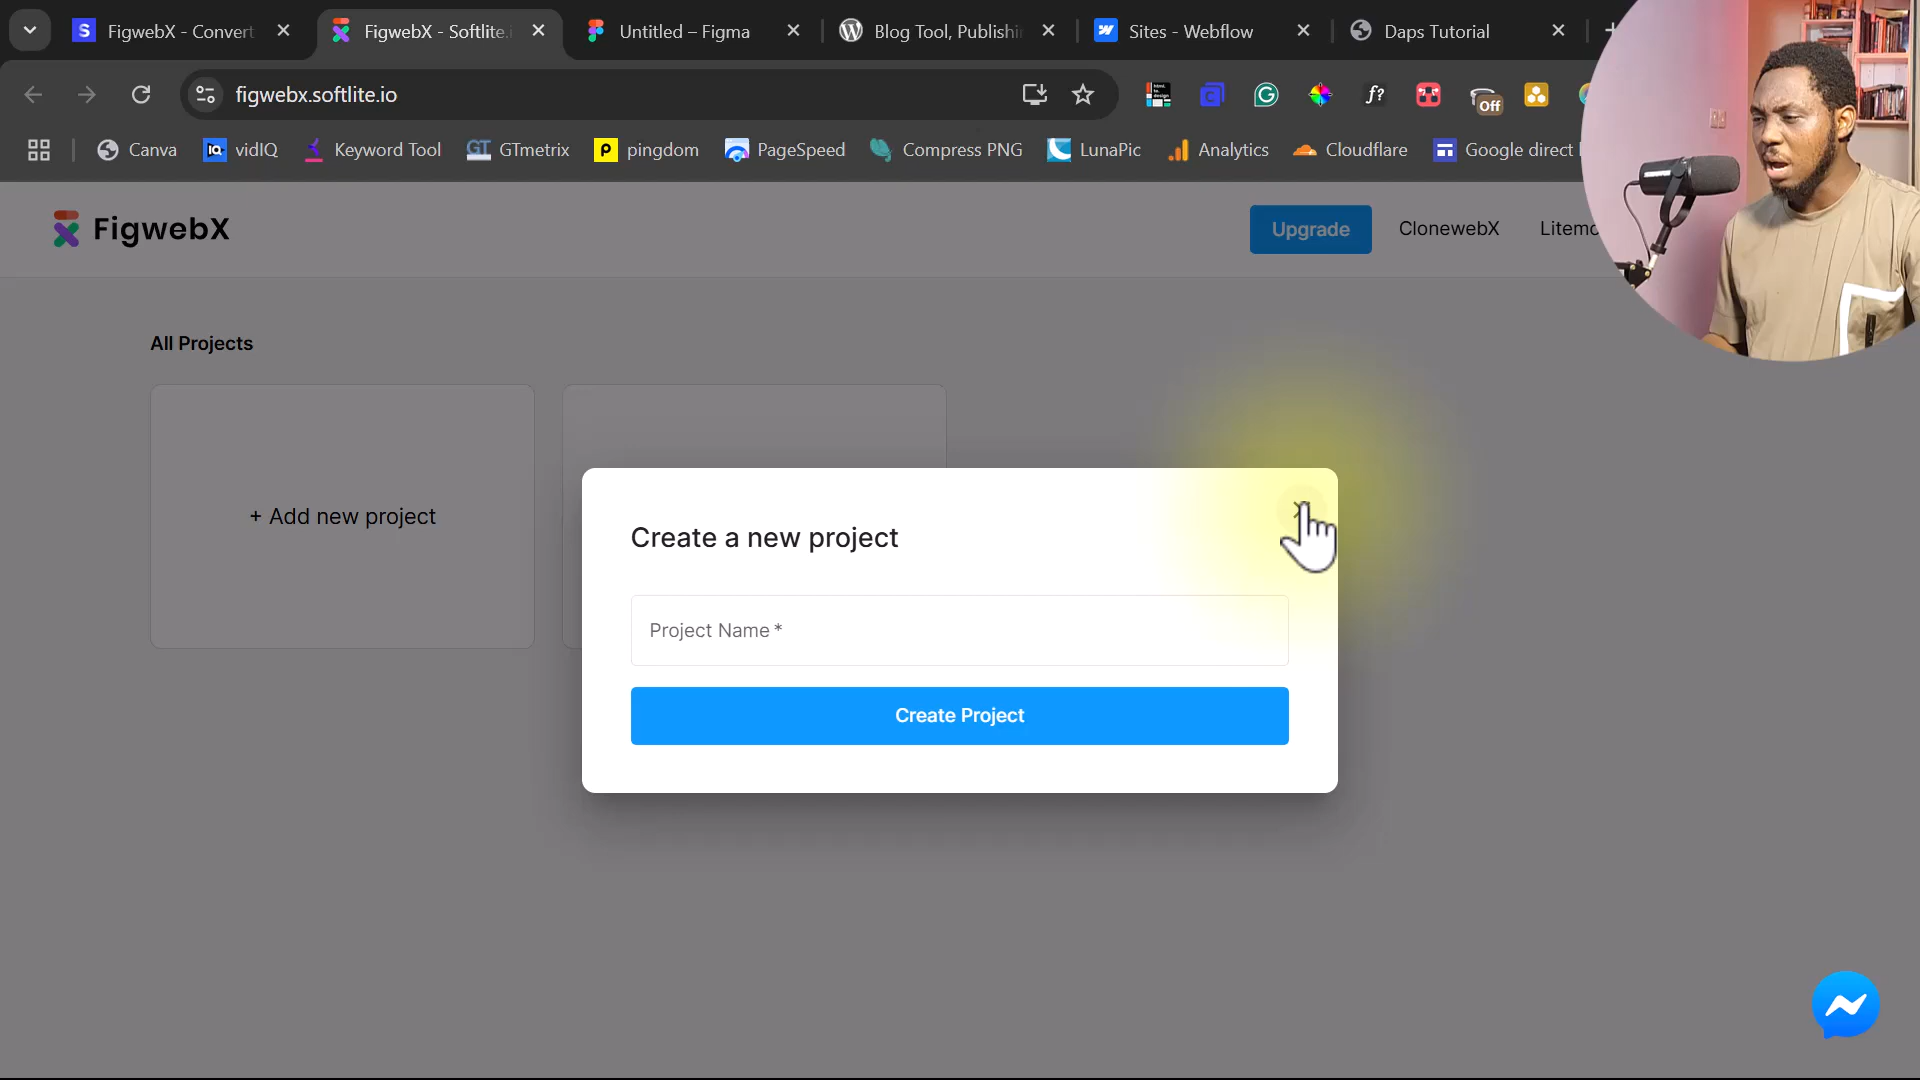 FigwebX - Convert
FigwebX - Softlite.
Untitled – Figma
Blog Tool, Publishin
Sites - Webflow
Daps Tutorial
figwebx.softlite.io
f?
Off
Canva
vidIQ
Keyword Tool
GTmetrix
pingdom
PageSpeed
Compress PNG
LunaPic
Analytics
Cloudflare
Google direct
FigwebX
Upgrade
ClonewebX
Litemo
All Projects
+ Add new project
Create a new project
Project Name *
Create Project